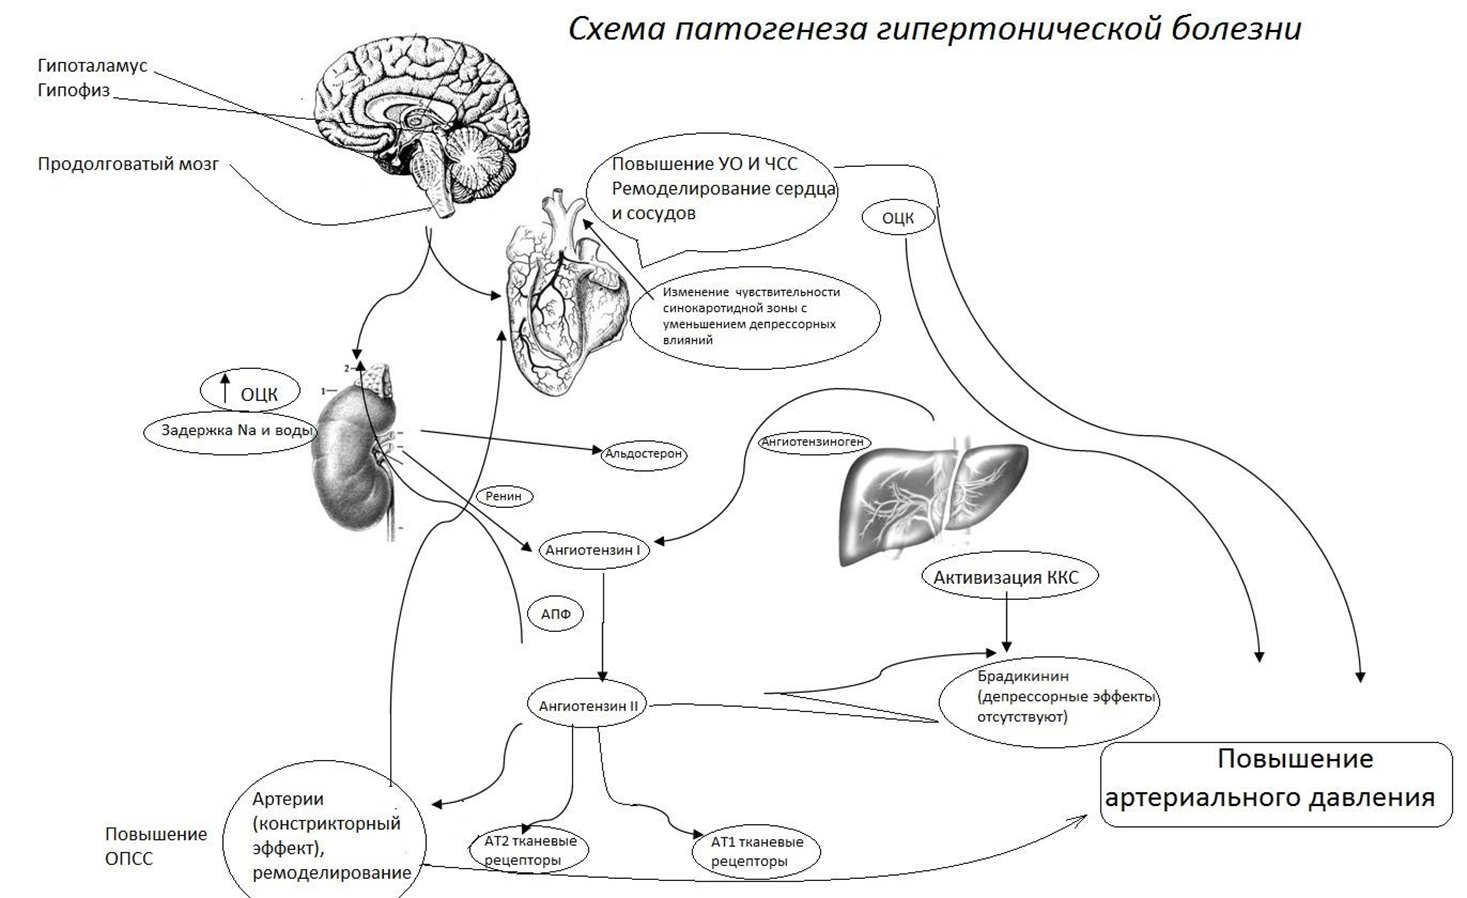 Схема патогенеза гипертонической болезни
Гипоталамус
Гипофиз
Продолговатый мозг
Повышение УО И ЧСС
Ремоделирование сердца
и сосудов
ОЦК
Изменение чувствительности
синокаротидной зоны с
уменьшением депрессорных
влияний
2
1
ОЦК
Задержка Na и воды
Альдостерон
Ангиотензиноген
Ренин
Ангиотензин I
Активизация ККС
АПФ
Брадикинин
(депрессорные эффекты
отсутствуют)
Ангиотензин II
Повышение
артериального давления
Повышение
ОПСС
Артерии
(констрикторный
эффект),
ремоделирование
АТ2 тканевые
рецепторы
АТ1 тканевые
рецепторы